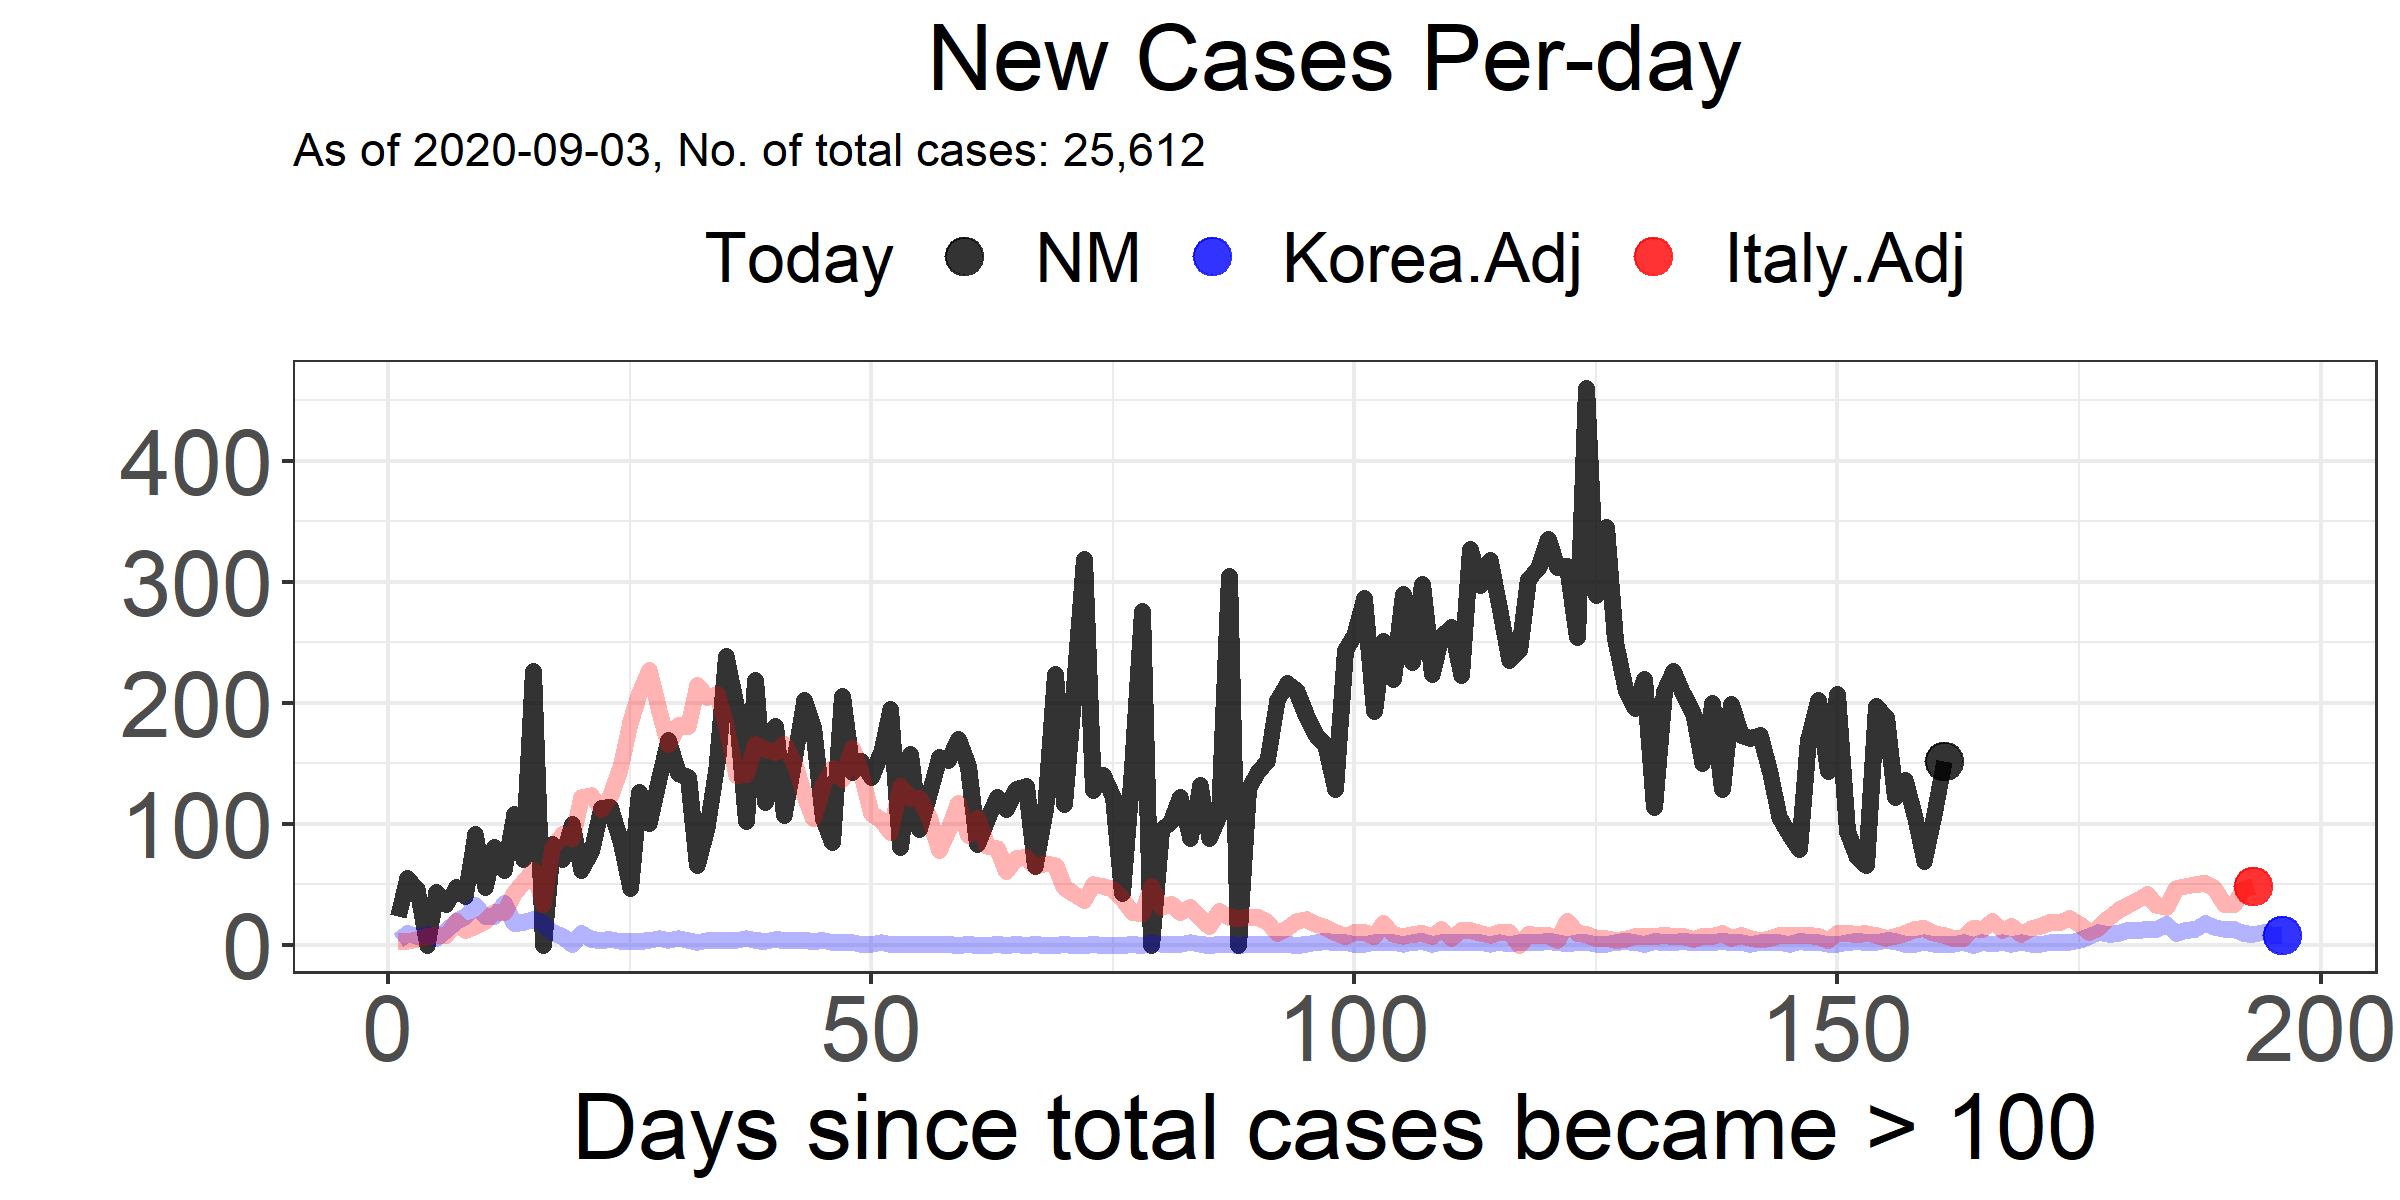 New Cases Per-day
As of 2020-09-03, No. of total cases: 25,612
Today NM Korea.Adj Italy.Adj
400
300
200
100
0
0 50 100 150 200
Days since total cases became > 100